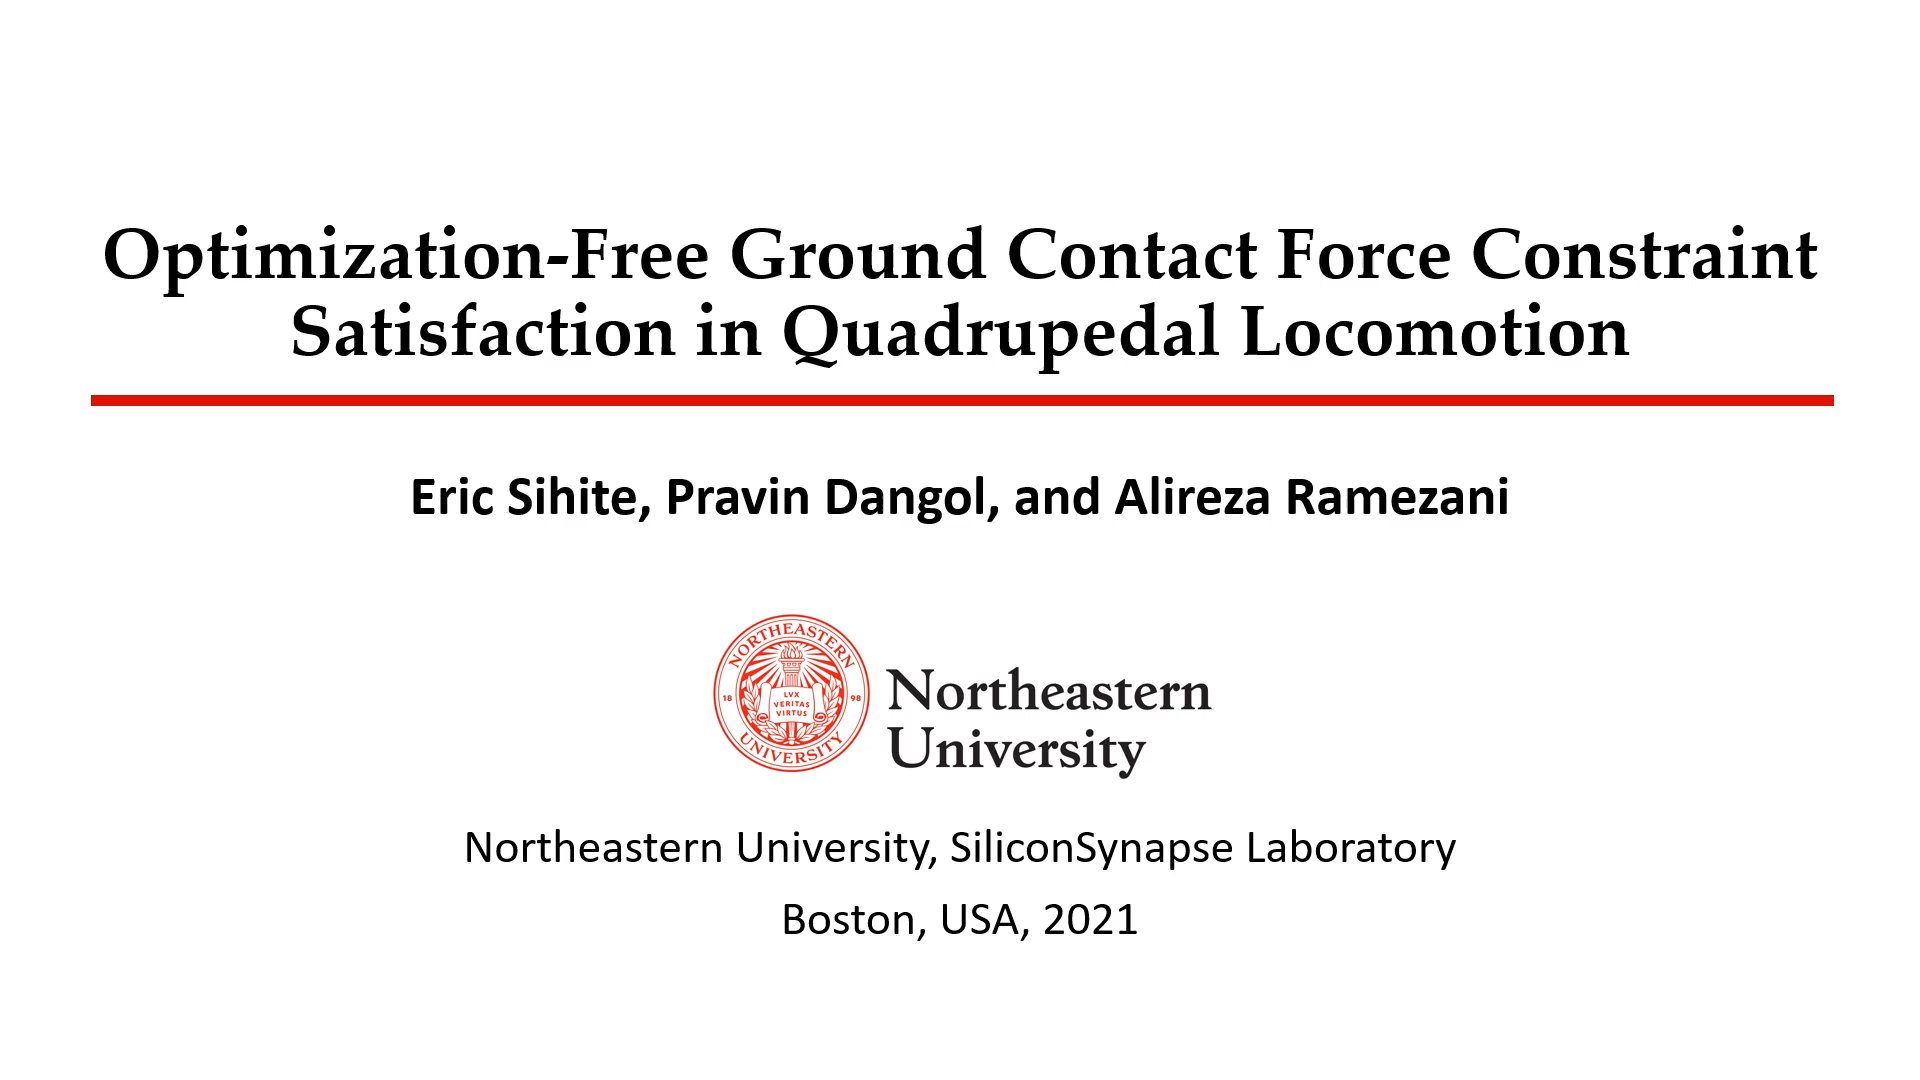 Optimization-Free Ground Contact Force Constraint
Satisfaction in Quadrupedal Locomotion
Eric Sihite, Pravin Dangol, and Alireza Ramezani
NORTHEASTERN
18 98
LVX
VERITAS
VIRTUS
UNIVERSITY
Northeastern
University
Northeastern University, SiliconSynapse Laboratory
Boston, USA, 2021